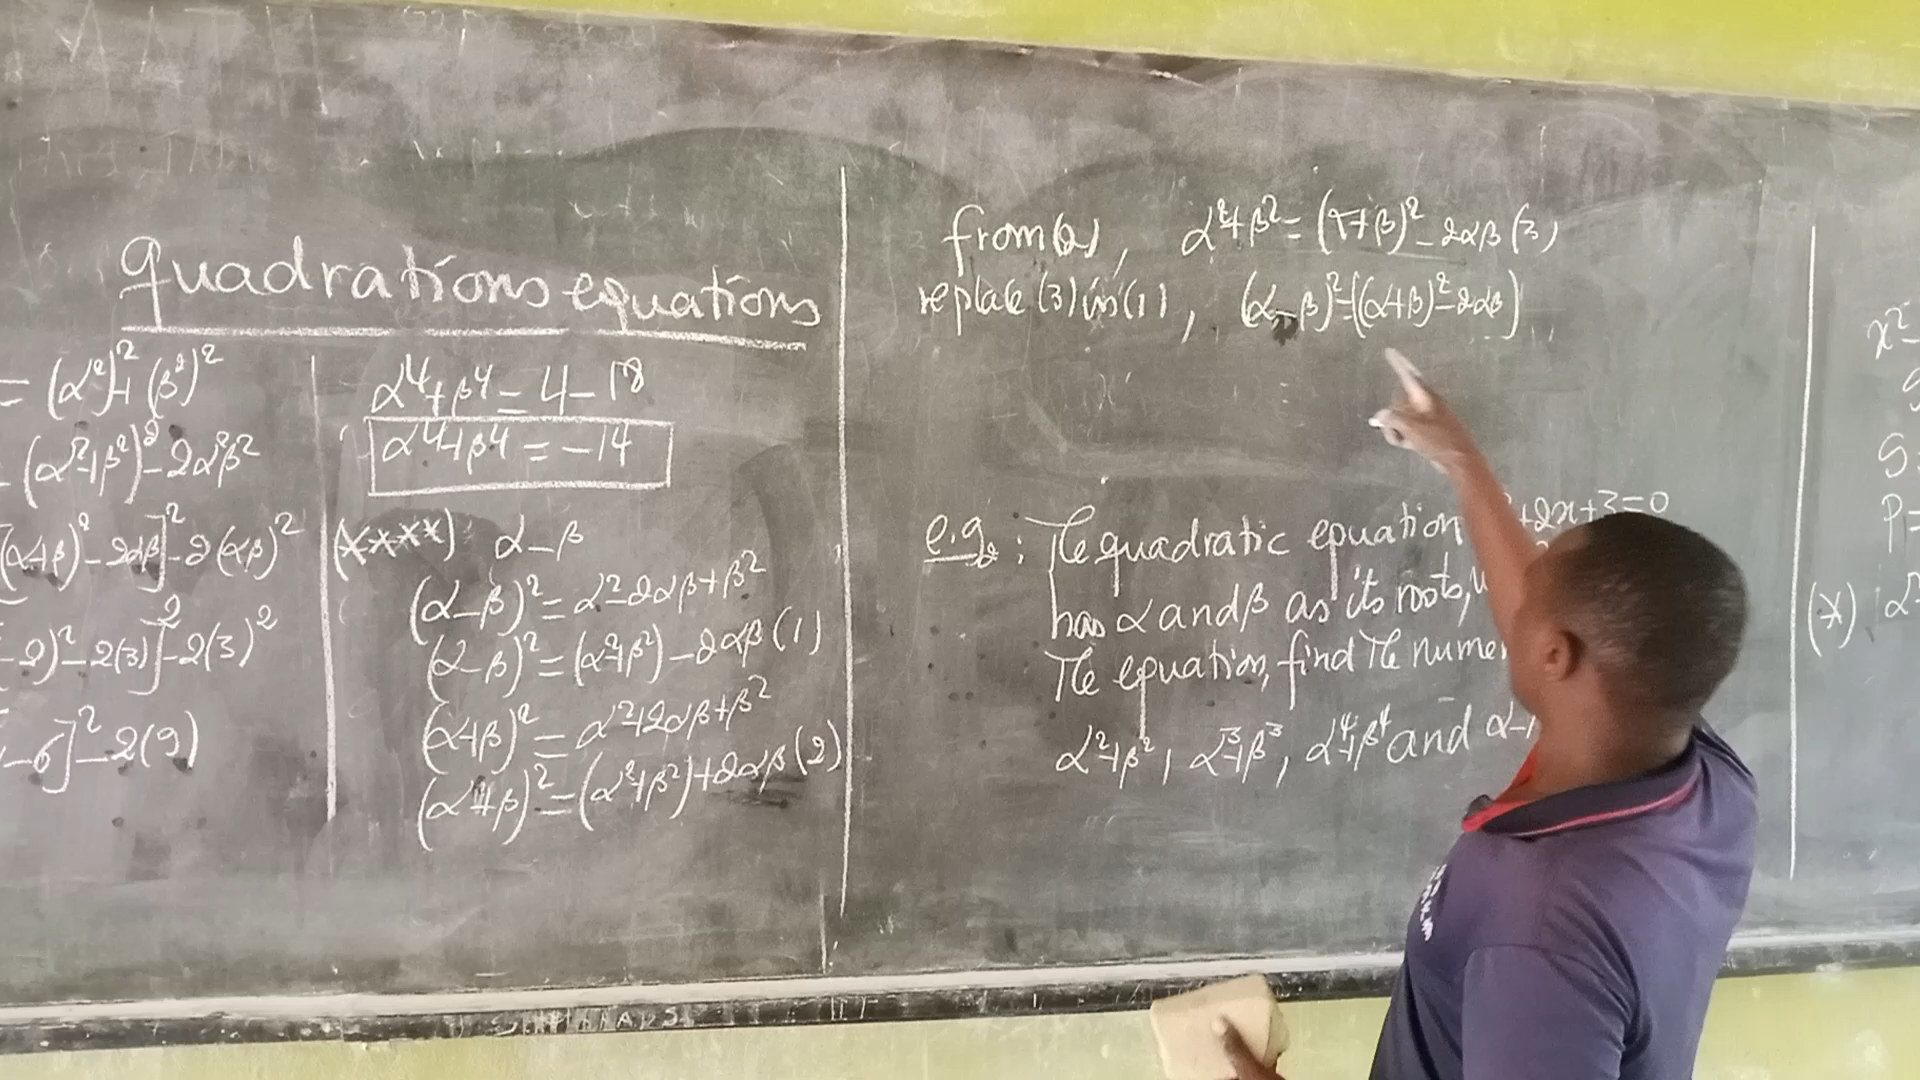 Quadrations equations
= (α²)²+(β²)²
(α²+β²)²-2α²β²
[(α+β)²-2αβ]²-2(αβ)²
-2)²-2(3)]²-2(3)²
-6]²-2(9)
α⁴+β⁴=4-18
α⁴+β⁴=-14
(****) α-β
(α-β)²=α²-2αβ+β²
(α-β)²=(α²+β²)-2αβ (1)
(α+β)²=α²+2αβ+β²
(α+β)²=(α²+β²)+2αβ (2)
from (2), α²+β²=(α+β)²-2αβ (3)
replace (3) in (1), (α-β)²=((α+β)²-2αβ)
e.g : The quadratic equation +2x+3=0
has α and β as its roots,
The equation, find The
α²+β², α³+β³, α⁴+β⁴ and α-
x²-
S
P=
(*) α²